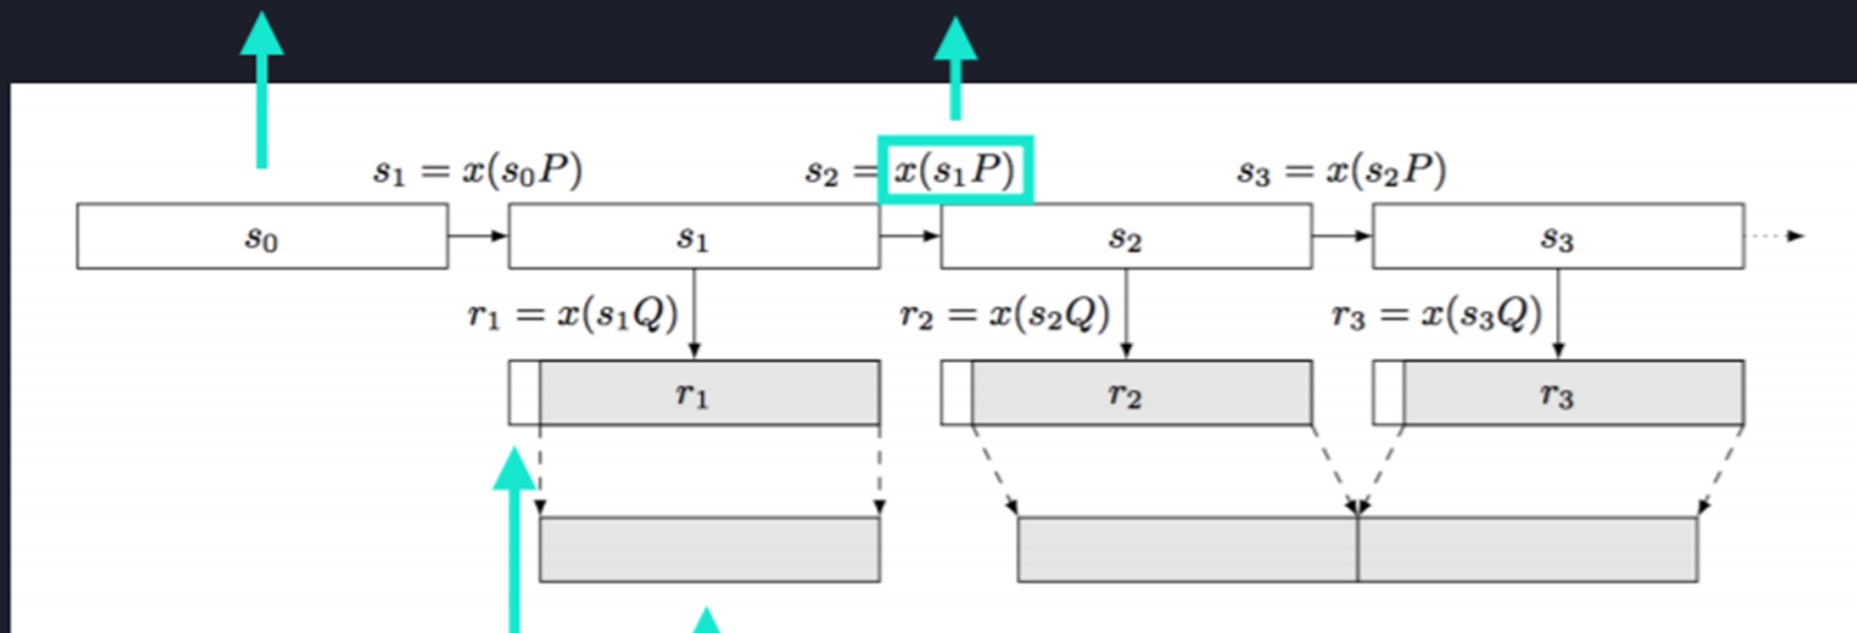 s₁ = x(s₀P) s₂ = x(s₁P) s₃ = x(s₂P)
s₀ s₁ s₂ s₃
r₁ = x(s₁Q) r₂ = x(s₂Q) r₃ = x(s₃Q)
r₁ r₂ r₃